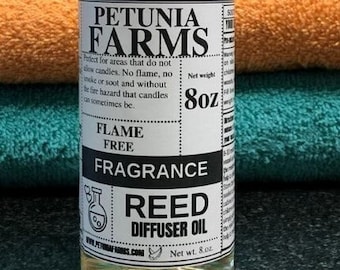 PETUNIA
FARMS
Perfect for areas that do not
allow candles. No flame, no
smoke or soot and without
the fire hazard that candles
can sometimes be.
Net weight
8oz
FLAME
FREE
FRAGRANCE
REED
DIFFUSER OIL
WWW.PETUNIAFARMS.COM
Net wt. 8 oz.